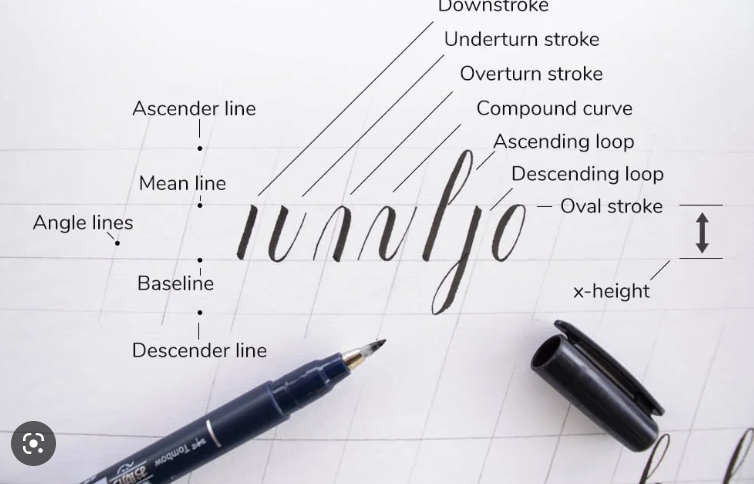 Downstroke
Underturn stroke
Overturn stroke
Compound curve
Ascender line
Ascending loop
Descending loop
Mean line
Oval stroke
Angle lines
Baseline
x-height
Descender line
Tombow